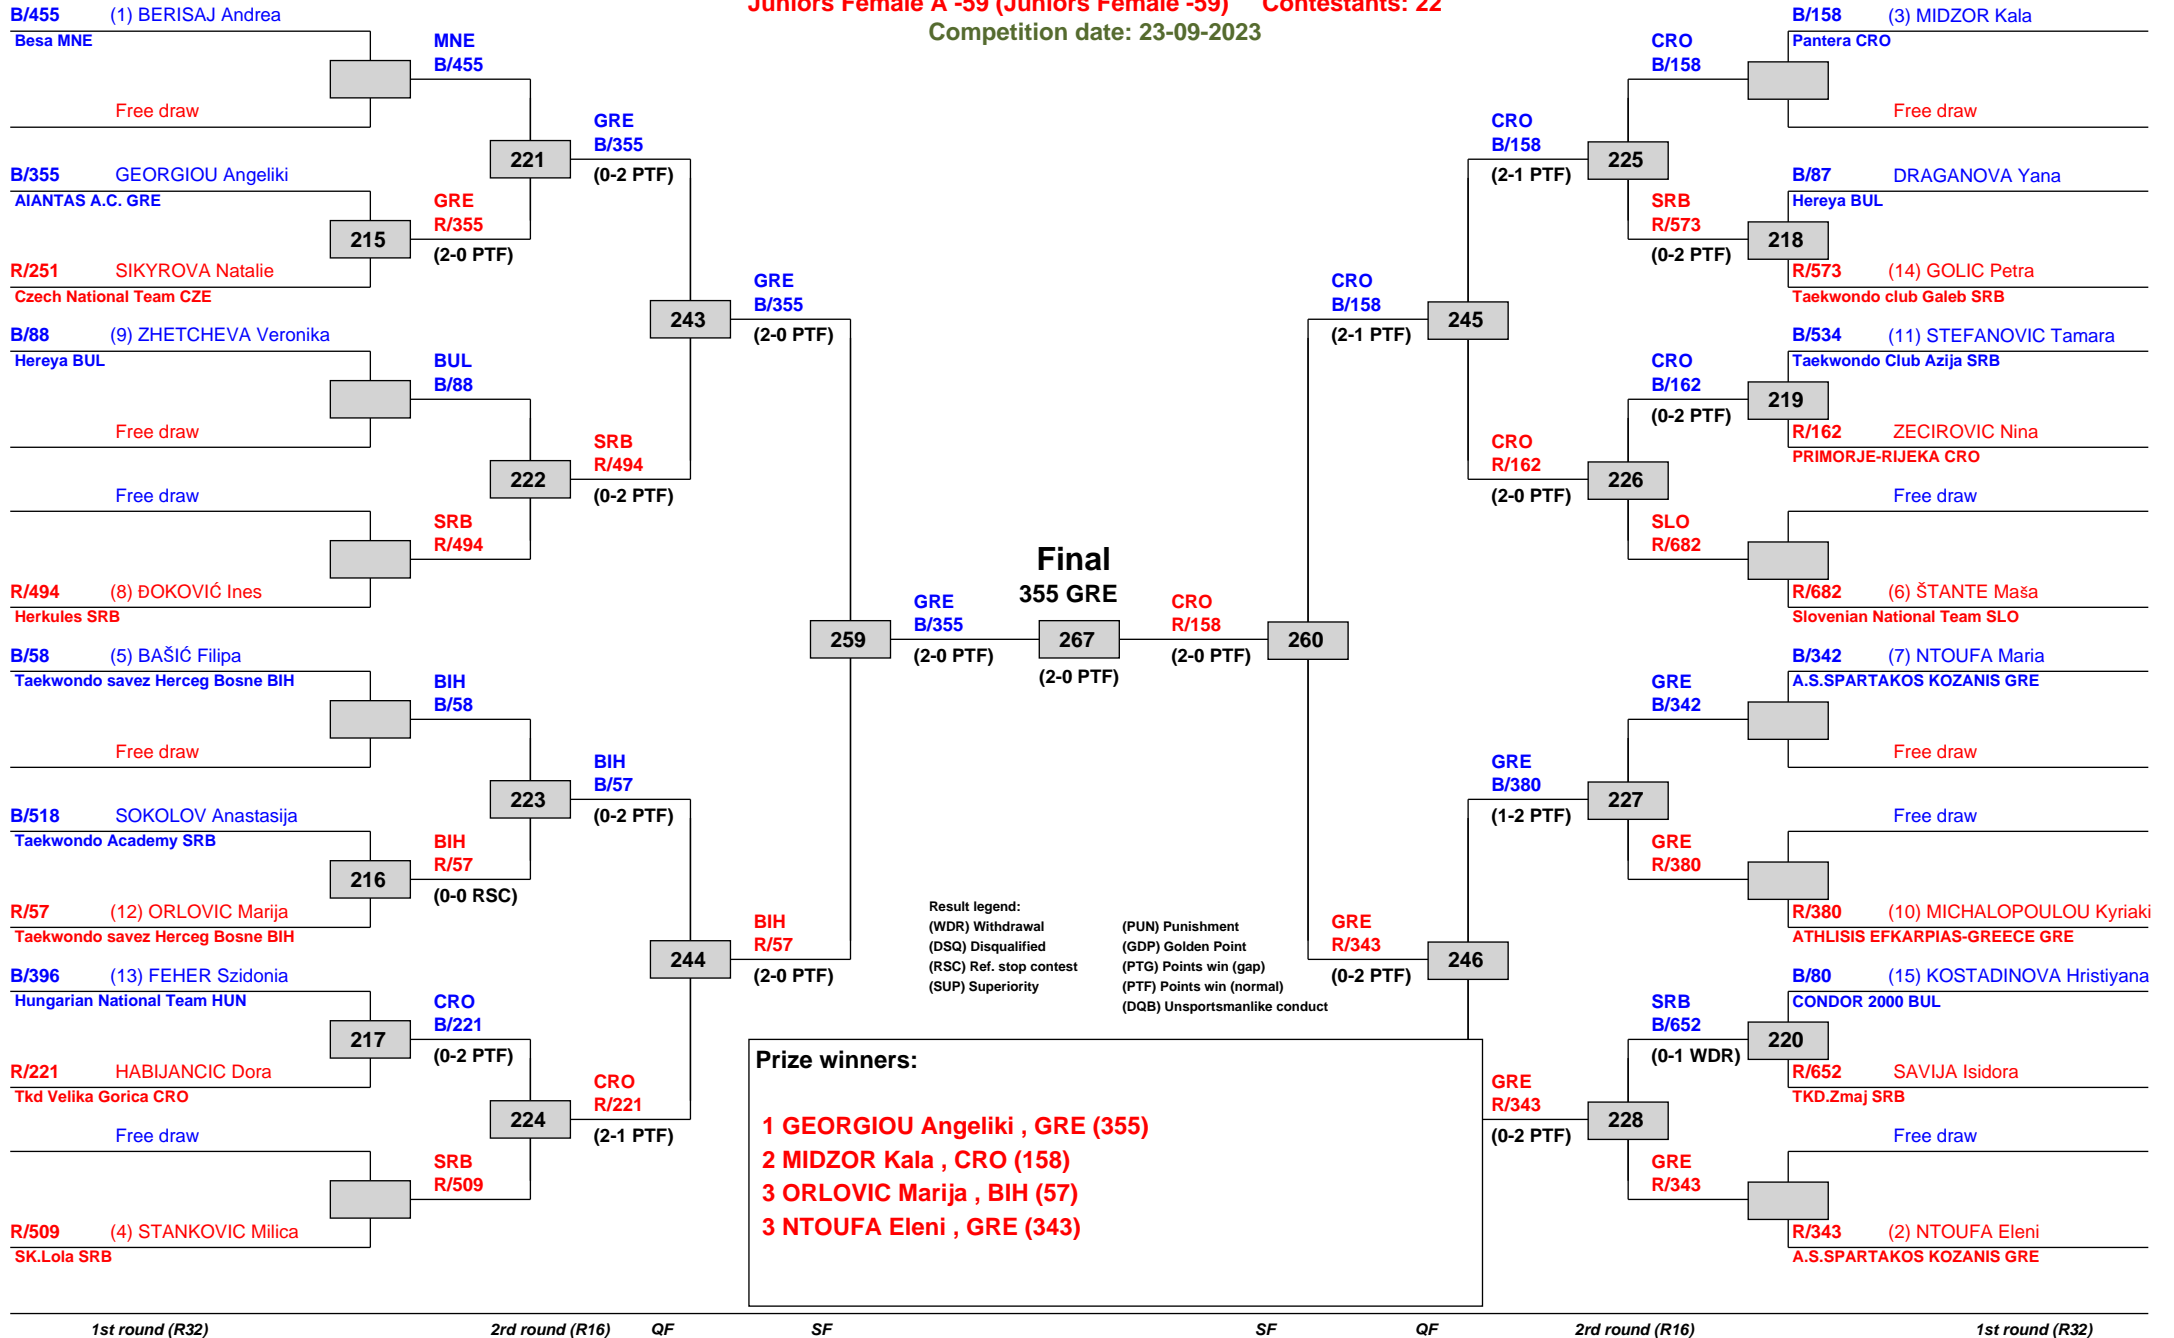 Juniors Female A -59 (Juniors Female -59) Contestants: 22
Competition date: 23-09-2023
B/455 (1) BERISAJ Andrea
Besa MNE
Free draw
MNE
B/455
B/355 GEORGIOU Angeliki
AIANTAS A.C. GRE
215
R/251 SIKYROVA Natalie
Czech National Team CZE
GRE
R/355
(2-0 PTF)
221
GRE
B/355
(0-2 PTF)
B/88 (9) ZHETCHEVA Veronika
Hereya BUL
Free draw
BUL
B/88
Free draw
R/494 (8) ĐOKOVIĆ Ines
Herkules SRB
SRB
R/494
222
SRB
R/494
(0-2 PTF)
243
GRE
B/355
(2-0 PTF)
B/58 (5) BAŠIĆ Filipa
Taekwondo savez Herceg Bosne BIH
Free draw
BIH
B/58
B/518 SOKOLOV Anastasija
Taekwondo Academy SRB
216
R/57 (12) ORLOVIC Marija
Taekwondo savez Herceg Bosne BIH
BIH
R/57
(0-0 RSC)
223
BIH
B/57
(0-2 PTF)
B/396 (13) FEHER Szidonia
Hungarian National Team HUN
217
R/221 HABIJANCIC Dora
Tkd Velika Gorica CRO
CRO
B/221
(0-2 PTF)
Free draw
R/509 (4) STANKOVIC Milica
SK.Lola SRB
SRB
R/509
224
CRO
R/221
(2-1 PTF)
244
BIH
R/57
(2-0 PTF)
259
GRE
B/355
(2-0 PTF)
Final
355 GRE
267
(2-0 PTF)
CRO
R/158
(2-0 PTF)
260
CRO
B/158
(2-1 PTF)
245
CRO
B/158
(2-1 PTF)
225
CRO
B/158
B/158 (3) MIDZOR Kala
Pantera CRO
Free draw
SRB
R/573
(0-2 PTF)
218
B/87 DRAGANOVA Yana
Hereya BUL
R/573 (14) GOLIC Petra
Taekwondo club Galeb SRB
CRO
R/162
(2-0 PTF)
226
CRO
B/162
(0-2 PTF)
219
B/534 (11) STEFANOVIC Tamara
Taekwondo Club Azija SRB
R/162 ZECIROVIC Nina
PRIMORJE-RIJEKA CRO
SLO
R/682
Free draw
R/682 (6) ŠTANTE Maša
Slovenian National Team SLO
GRE
R/343
(0-2 PTF)
246
GRE
B/380
(1-2 PTF)
227
GRE
B/342
B/342 (7) NTOUFA Maria
A.S.SPARTAKOS KOZANIS GRE
Free draw
GRE
R/380
Free draw
R/380 (10) MICHALOPOULOU Kyriaki
ATHLISIS EFKARPIAS-GREECE GRE
GRE
R/343
(0-2 PTF)
228
SRB
B/652
(0-1 WDR)
220
B/80 (15) KOSTADINOVA Hristiyana
CONDOR 2000 BUL
R/652 SAVIJA Isidora
TKD.Zmaj SRB
GRE
R/343
Free draw
R/343 (2) NTOUFA Eleni
A.S.SPARTAKOS KOZANIS GRE
Result legend:
(WDR) Withdrawal (PUN) Punishment
(DSQ) Disqualified (GDP) Golden Point
(RSC) Ref. stop contest (PTG) Points win (gap)
(SUP) Superiority (PTF) Points win (normal)
(DQB) Unsportsmanlike conduct
Prize winners:
1 GEORGIOU Angeliki , GRE (355)
2 MIDZOR Kala , CRO (158)
3 ORLOVIC Marija , BIH (57)
3 NTOUFA Eleni , GRE (343)
1st round (R32) 2rd round (R16) QF SF SF QF 2rd round (R16) 1st round (R32)